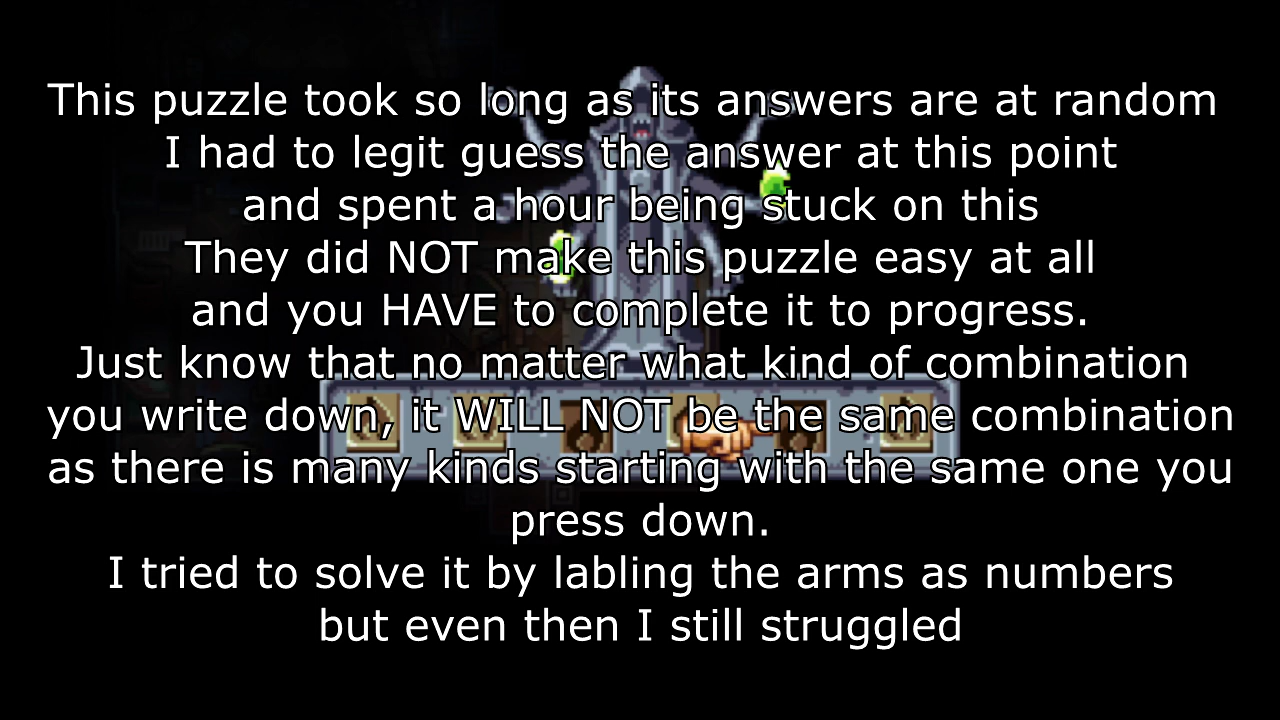 This puzzle took so long as its answers are at random
I had to legit guess the answer at this point
and spent a hour being stuck on this
They did NOT make this puzzle easy at all
and you HAVE to complete it to progress.
Just know that no matter what kind of combination
you write down, it WILL NOT be the same combination
as there is many kinds starting with the same one you
press down.
I tried to solve it by labling the arms as numbers
but even then I still struggled